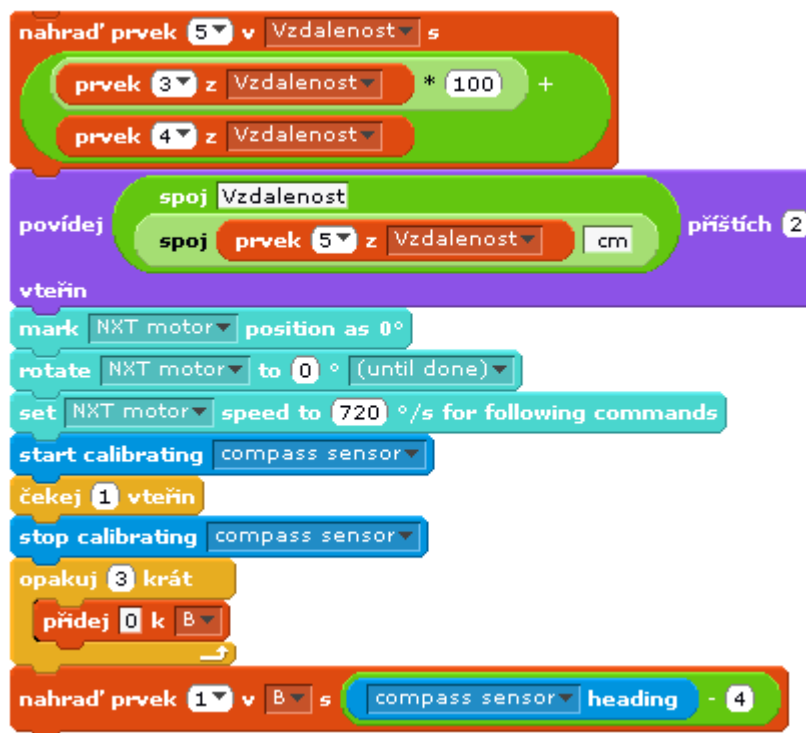 nahraď prvek 5 v Vzdalenost s
prvek 3 z Vzdalenost * 100 +
prvek 4 z Vzdalenost
spoj Vzdalenost
povídej spoj prvek 5 z Vzdalenost cm příštích 2
vteřin
mark NXT motor position as 0°
rotate NXT motor to 0 ° (until done)
set NXT motor speed to 720 °/s for following commands
start calibrating compass sensor
čekej 1 vteřin
stop calibrating compass sensor
opakuj 3 krát
přidej 0 k B
nahraď prvek 1 v B s compass sensor heading - 4